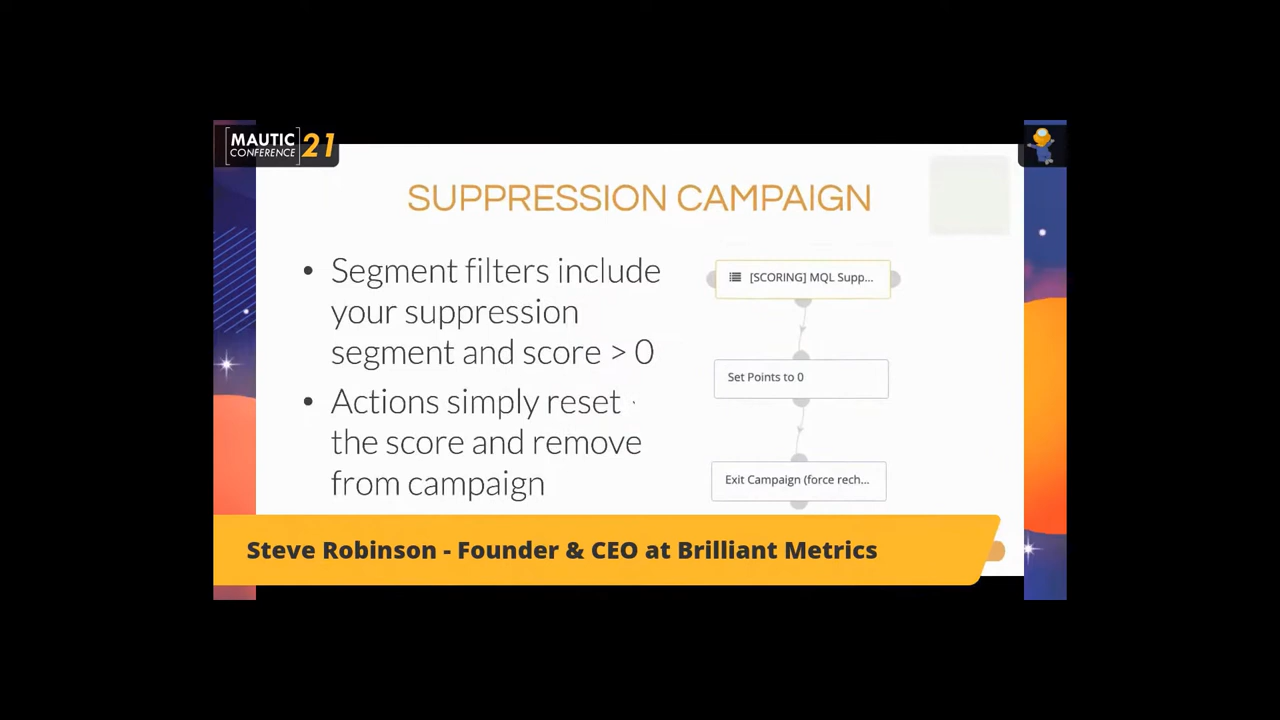 MAUTIC 21
CONFERENCE
SUPPRESSION CAMPAIGN
• Segment filters include
your suppression
segment and score > 0
• Actions simply reset
the score and remove
from campaign
[SCORING] MQL Supp...
Set Points to 0
Exit Campaign (force rech...
Steve Robinson - Founder & CEO at Brilliant Metrics